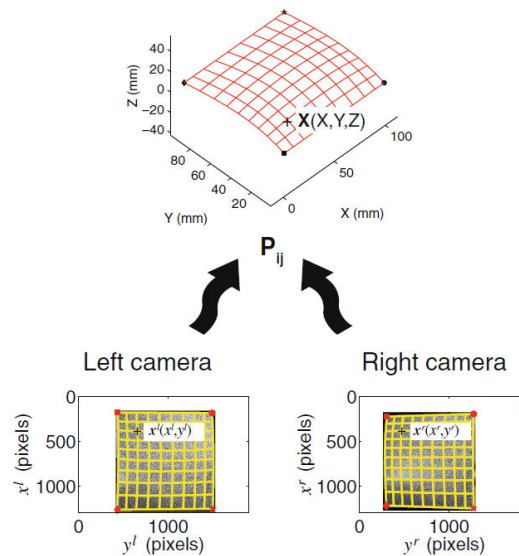 40
20
0
-20
-40
Z (mm)
+ X(X,Y,Z)
80
60
40
20
Y (mm)
0
50
100
X (mm)
P_ij
Left camera
Right camera
0
500
1000
x^l (pixels)
+ x^l(x^l,y^l)
0
1000
y^l (pixels)
0
500
1000
x^r (pixels)
+ x^r(x^r,y^r)
0
1000
y^r (pixels)